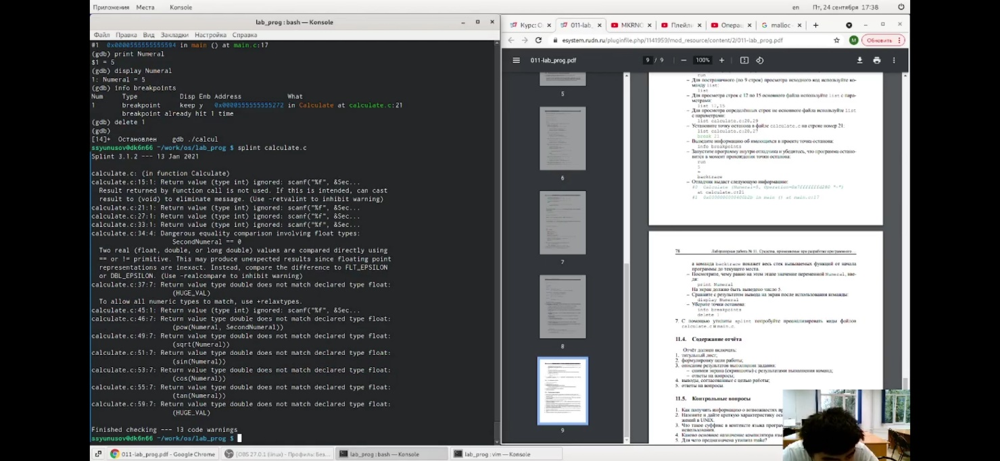 Приложения Места Konsole
en Пт, 24 сентября 17:38
lab_prog : bash — Konsole
Файл Правка Вид Закладки Настройка Справка
#1 0x0000555555555594 in main () at main.c:17
(gdb) print Numeral
$1 = 5
(gdb) display Numeral
1: Numeral = 5
(gdb) info breakpoints
Num Type Disp Enb Address What
1 breakpoint keep y 0x0000555555555272 in Calculate at calculate.c:21
breakpoint already hit 1 time
(gdb) delete 1
(gdb)
[14]+ Остановлен gdb ./calcul
ssyunusov@dk6n66 ~/work/os/lab_prog $ splint calculate.c
Splint 3.1.2 --- 13 Jan 2021
calculate.c: (in function Calculate)
calculate.c:15:1: Return value (type int) ignored: scanf("%f", &Sec...
Result returned by function call is not used. If this is intended, can cast
result to (void) to eliminate message. (Use -retvalint to inhibit warning)
calculate.c:21:1: Return value (type int) ignored: scanf("%f", &Sec...
calculate.c:27:1: Return value (type int) ignored: scanf("%f", &Sec...
calculate.c:33:1: Return value (type int) ignored: scanf("%f", &Sec...
calculate.c:34:4: Dangerous equality comparison involving float types:
SecondNumeral == 0
Two real (float, double, or long double) values are compared directly using
== or != primitive. This may produce unexpected results since floating point
representations are inexact. Instead, compare the difference to FLT_EPSILON
or DBL_EPSILON. (Use -realcompare to inhibit warning)
calculate.c:37:7: Return value type double does not match declared type float:
(HUGE_VAL)
To allow all numeric types to match, use +relaxtypes.
calculate.c:45:1: Return value (type int) ignored: scanf("%f", &Sec...
calculate.c:46:7: Return value type double does not match declared type float:
(pow(Numeral, SecondNumeral))
calculate.c:49:7: Return value type double does not match declared type float:
(sqrt(Numeral))
calculate.c:51:7: Return value type double does not match declared type float:
(sin(Numeral))
calculate.c:53:7: Return value type double does not match declared type float:
(cos(Numeral))
calculate.c:55:7: Return value type double does not match declared type float:
(tan(Numeral))
calculate.c:59:7: Return value type double does not match declared type float:
(HUGE_VAL)
Finished checking --- 13 code warnings
ssyunusov@dk6n66 ~/work/os/lab_prog $
Курс: О 011-lab_ MKRNO Плейли Операц malloc -
esystem.rudn.ru/pluginfile.php/1141959/mod_resource/content/2/011-lab_prog.pdf
M Обновить
011-lab_prog.pdf
9 / 9 100%
5
6
7
8
9
run
– Для постраничного (по 9 строк) просмотра исходного код используйте ко-
манду list:
list
– Для просмотра строк с 12 по 15 основного файла используйте list с пара-
метрами:
list 12,15
– Для просмотра определённых строк не основного файла используйте list
с параметрами:
list calculate.c:20,29
– Установите точку останова в файле calculate.c на строке номер 21:
list calculate.c:20,27
break 21
– Выведите информацию об имеющихся в проекте точка останова:
info breakpoints
– Запустите программу внутри отладчика и убедитесь, что программа остано-
вится в момент прохождения точки останова:
run
5
backtrace
– Отладчик выдаст следующую информацию:
#0 Calculate (Numeral=5, Operation=0x7fffffffd280 "-")
at calculate.c:21
#1 0x0000000000400b2b in main () at main.c:17
78 Лабораторная работа № 11. Средства, применяемые при разработке программного ...
а команда backtrace покажет весь стек вызываемых функций от начала
программы до текущего места.
– Посмотрите, чему равно на этом этапе значение переменной Numeral, вве-
дя:
print Numeral
На экран должно быть выведено число 5.
– Сравните с результатом вывода на экран после использования команды:
display Numeral
– Уберите точки останова:
info breakpoints
delete 1
7. С помощью утилиты splint попробуйте проанализировать коды файлов
calculate.c и main.c.
11.4. Содержание отчёта
Отчёт должен включать:
1. титульный лист;
2. формулировку цели работы;
3. описание результатов выполнения задания:
– снимки экрана (скриншоты) с результатами выполнения команд;
– ответы на вопросы.
4. выводы, согласованные с целью работы;
5. ответы на вопросы.
11.5. Контрольные вопросы
1. Как получить информацию о возможностях пр
2. Назовите и дайте краткую характеристику осн
жений в UNIX.
3. Что такое суффикс в контексте языка програм
использования.
4. Каково основное назначение компилятора язы
5. Для чего предназначена утилита make?
011-lab_prog.pdf - Google Chrome [OBS 27.0.1 (linux) - Профиль: Без... lab_prog : bash — Konsole lab_prog : vim — Konsole